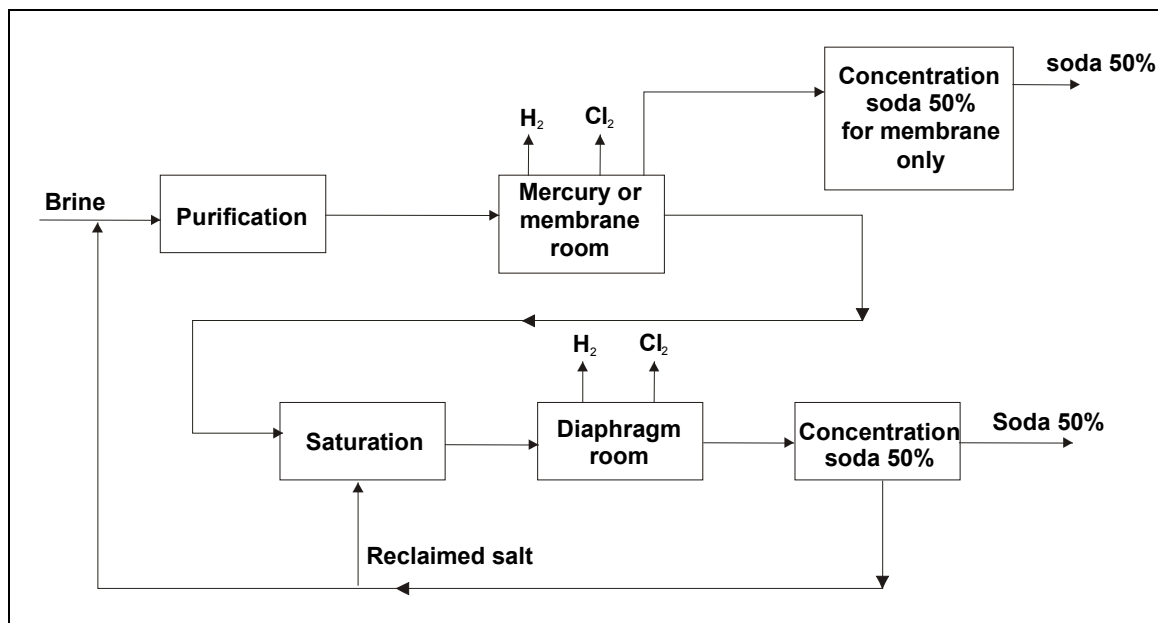 soda 50%
Concentration
soda 50%
for membrane
only
H₂
Cl₂
Brine
Purification
Mercury or
membrane
room
H₂
Cl₂
Saturation
Diaphragm
room
Concentration
soda 50%
Soda 50%
Reclaimed salt